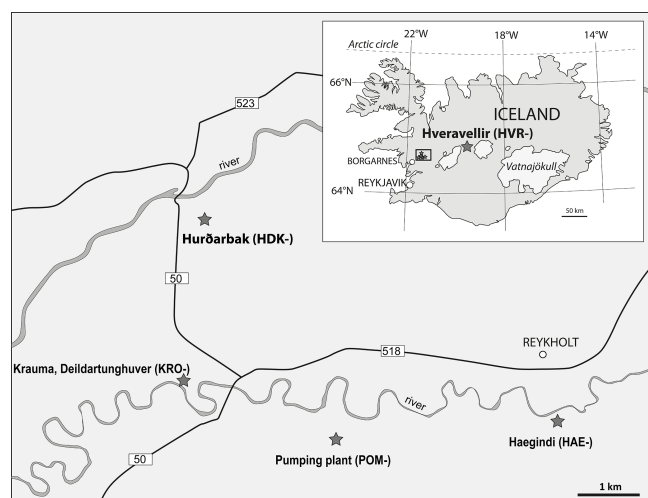 22°W
18°W
14°W
Arctic circle
66°N
ICELAND
Hveravellir (HVR-)
BORGARNES
Vatnajökull
REYKJAVIK
64°N
50 km
523
river
Hurðarbak (HDK-)
50
518
REYKHOLT
Krauma, Deildartunghuver (KRO-)
river
Haegindi (HAE-)
50
Pumping plant (POM-)
1 km